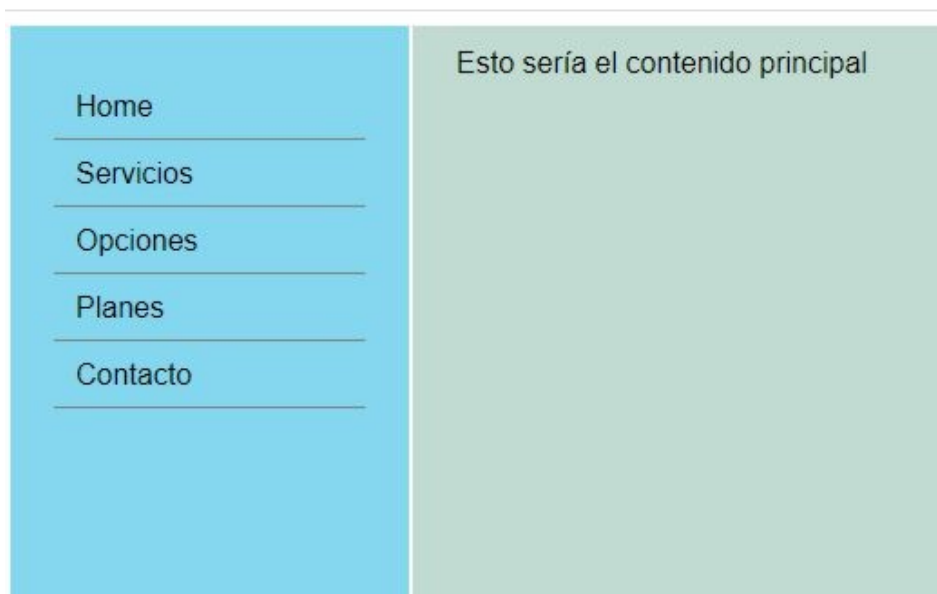 Home
Servicios
Opciones
Planes
Contacto
Esto sería el contenido principal